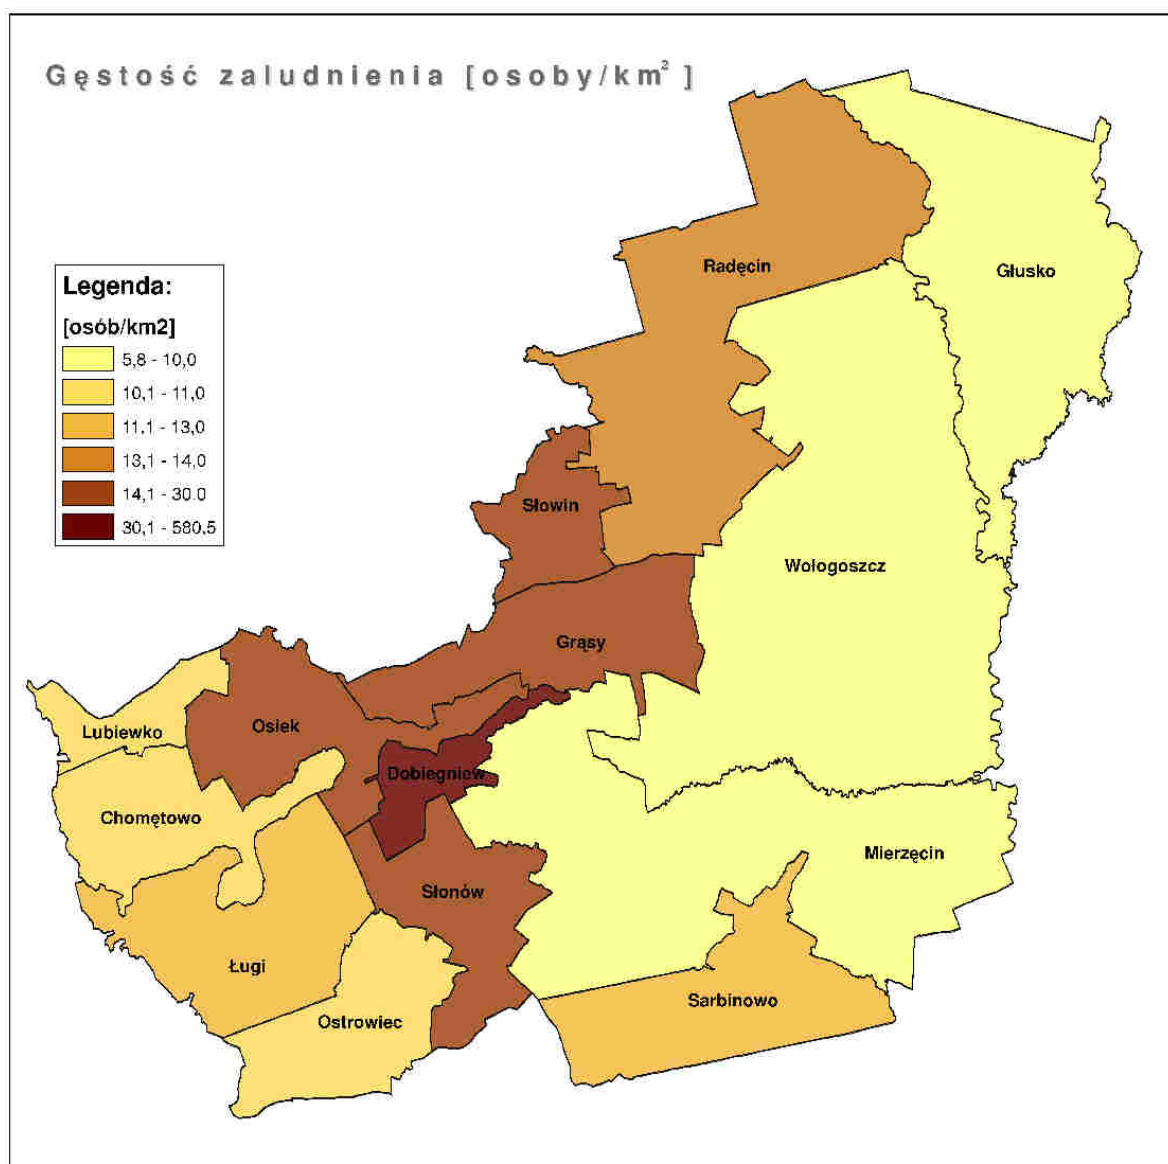 Gęstość zaludnienia [osoby/km²]
Radęcin
Głusko
Legenda:
[osób/km2]
5,8 - 10,0
10,1 - 11,0
11,1 - 13,0
13,1 - 14,0
14,1 - 30.0
30,1 - 580,5
Słowin
Wołogoszcz
Grąsy
Osiek
Lubiewko
Dobiegniew
Chomętowo
Mierzęcin
Słonów
Ługi
Sarbinowo
Ostrowiec